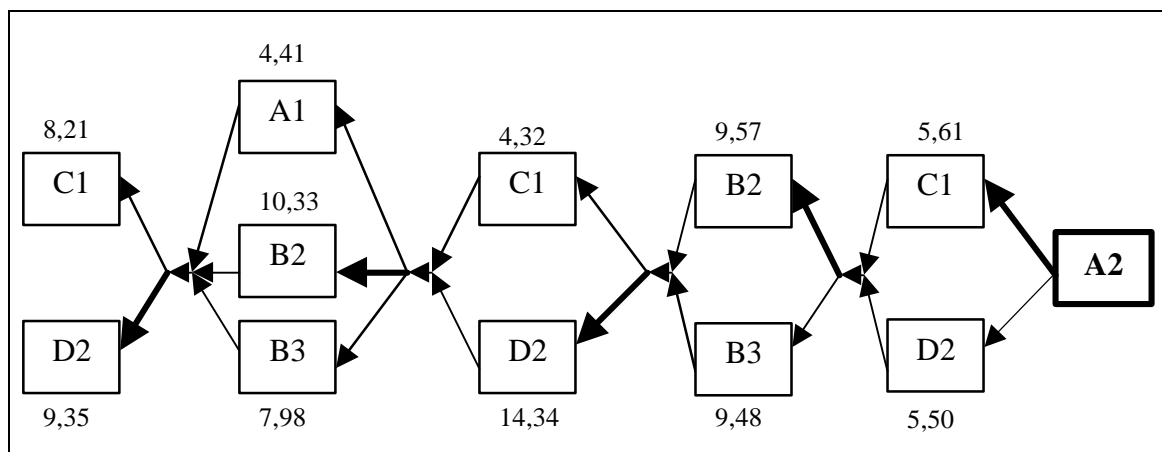 4,41
A1
8,21
4,32
9,57
5,61
C1
C1
B2
C1
10,33
B2
A2
D2
B3
D2
B3
D2
9,35
7,98
14,34
9,48
5,50